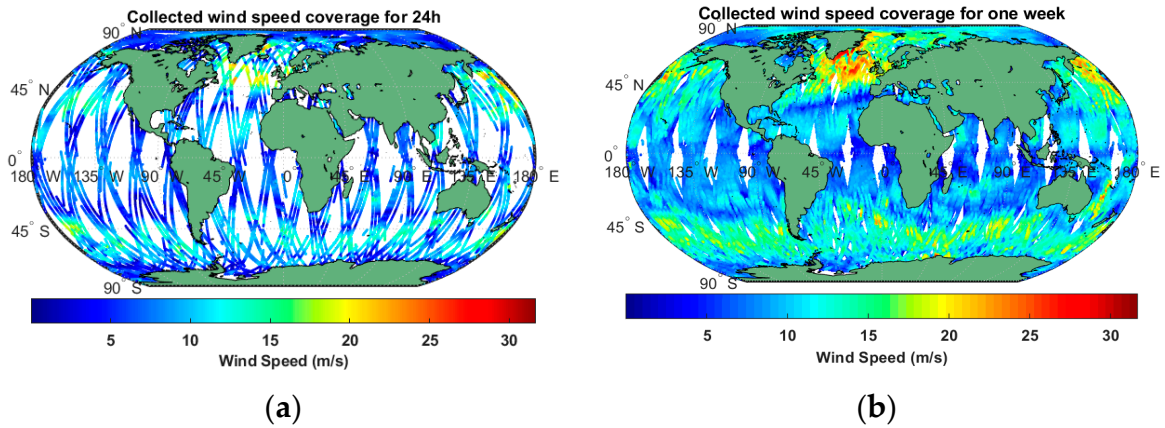 Collected wind speed coverage for 24h
90° N
45° N
0°
180° W 135° W 90° W 45° W 0° 45° E 90° E 135° E 180° E
45° S
90° S
5 10 15 20 25 30
Wind Speed (m/s)
(a)
Collected wind speed coverage for one week
90° N
45° N
0°
180° W 135° W 90° W 45° W 0° 45° E 90° E 135° E 180° E
45° S
90° S
5 10 15 20 25 30
Wind Speed (m/s)
(b)